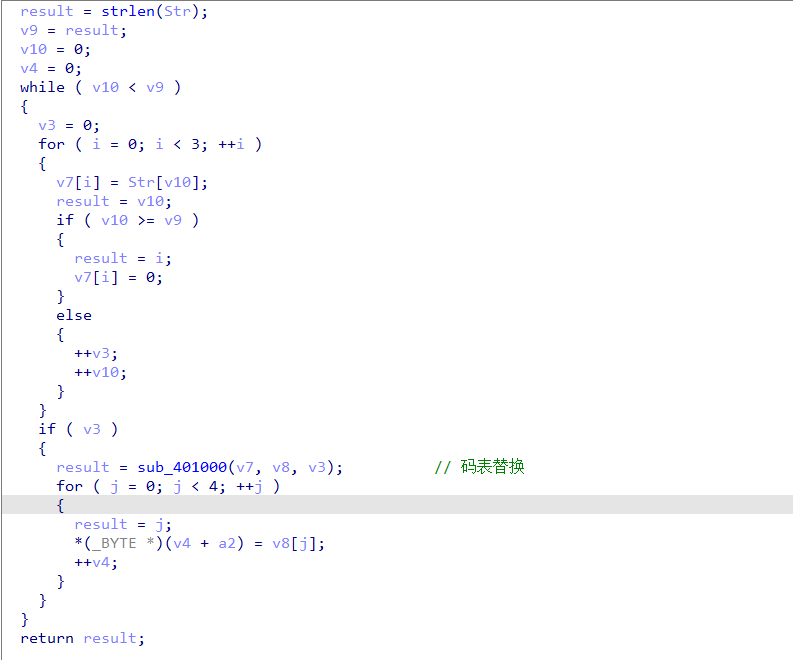 result = strlen(Str);
v9 = result;
v10 = 0;
v4 = 0;
while ( v10 < v9 )
{
  v3 = 0;
  for ( i = 0; i < 3; ++i )
  {
    v7[i] = Str[v10];
    result = v10;
    if ( v10 >= v9 )
    {
      result = i;
      v7[i] = 0;
    }
    else
    {
      ++v3;
      ++v10;
    }
  }
  if ( v3 )
  {
    result = sub_401000(v7, v8, v3);          // 码表替换
    for ( j = 0; j < 4; ++j )
    {
      result = j;
      *(_BYTE *)(v4 + a2) = v8[j];
      ++v4;
    }
  }
}
return result;